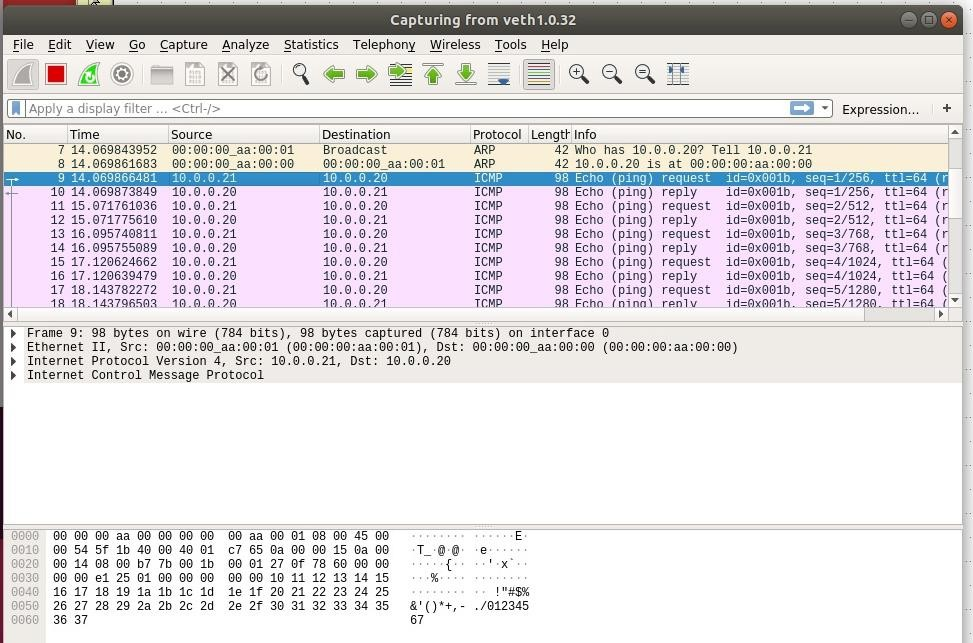 Capturing from veth1.0.32
File Edit View Go Capture Analyze Statistics Telephony Wireless Tools Help
Apply a display filter ... <Ctrl-/> Expression... +
No. Time Source Destination Protocol Length Info
7 14.069843952 00:00:00_aa:00:01 Broadcast ARP 42 Who has 10.0.0.20? Tell 10.0.0.21
8 14.069861683 00:00:00_aa:00:00 00:00:00_aa:00:01 ARP 42 10.0.0.20 is at 00:00:00:aa:00:00
9 14.069866481 10.0.0.21 10.0.0.20 ICMP 98 Echo (ping) request id=0x001b, seq=1/256, ttl=64 (r
10 14.069873849 10.0.0.20 10.0.0.21 ICMP 98 Echo (ping) reply id=0x001b, seq=1/256, ttl=64 (r
11 15.071761036 10.0.0.21 10.0.0.20 ICMP 98 Echo (ping) request id=0x001b, seq=2/512, ttl=64 (r
12 15.071775610 10.0.0.20 10.0.0.21 ICMP 98 Echo (ping) reply id=0x001b, seq=2/512, ttl=64 (r
13 16.095740811 10.0.0.21 10.0.0.20 ICMP 98 Echo (ping) request id=0x001b, seq=3/768, ttl=64 (r
14 16.095755089 10.0.0.20 10.0.0.21 ICMP 98 Echo (ping) reply id=0x001b, seq=3/768, ttl=64 (r
15 17.120624662 10.0.0.21 10.0.0.20 ICMP 98 Echo (ping) request id=0x001b, seq=4/1024, ttl=64 (
16 17.120639479 10.0.0.20 10.0.0.21 ICMP 98 Echo (ping) reply id=0x001b, seq=4/1024, ttl=64 (
17 18.143782272 10.0.0.21 10.0.0.20 ICMP 98 Echo (ping) request id=0x001b, seq=5/1280, ttl=64 (
18 18.143796503 10.0.0.20 10.0.0.21 ICMP 98 Echo (ping) reply id=0x001b, seq=5/1280, ttl=64 (
Frame 9: 98 bytes on wire (784 bits), 98 bytes captured (784 bits) on interface 0
Ethernet II, Src: 00:00:00_aa:00:01 (00:00:00:aa:00:01), Dst: 00:00:00_aa:00:00 (00:00:00:aa:00:00)
Internet Protocol Version 4, Src: 10.0.0.21, Dst: 10.0.0.20
Internet Control Message Protocol
0000 00 00 00 aa 00 00 00 00 00 aa 00 01 08 00 45 00 ········ ······E·
0010 00 54 5f 1b 40 00 40 01 c7 65 0a 00 00 15 0a 00 ·T_·@·@· ·e······
0020 00 14 08 00 b7 7b 00 1b 00 01 27 0f 78 60 00 00 ·····{·· ··'·x`··
0030 00 00 e1 25 01 00 00 00 00 00 10 11 12 13 14 15 ···%···· ········
0040 16 17 18 19 1a 1b 1c 1d 1e 1f 20 21 22 23 24 25 ········ ·· !"#$%
0050 26 27 28 29 2a 2b 2c 2d 2e 2f 30 31 32 33 34 35 &'()*+,- ./012345
0060 36 37 67